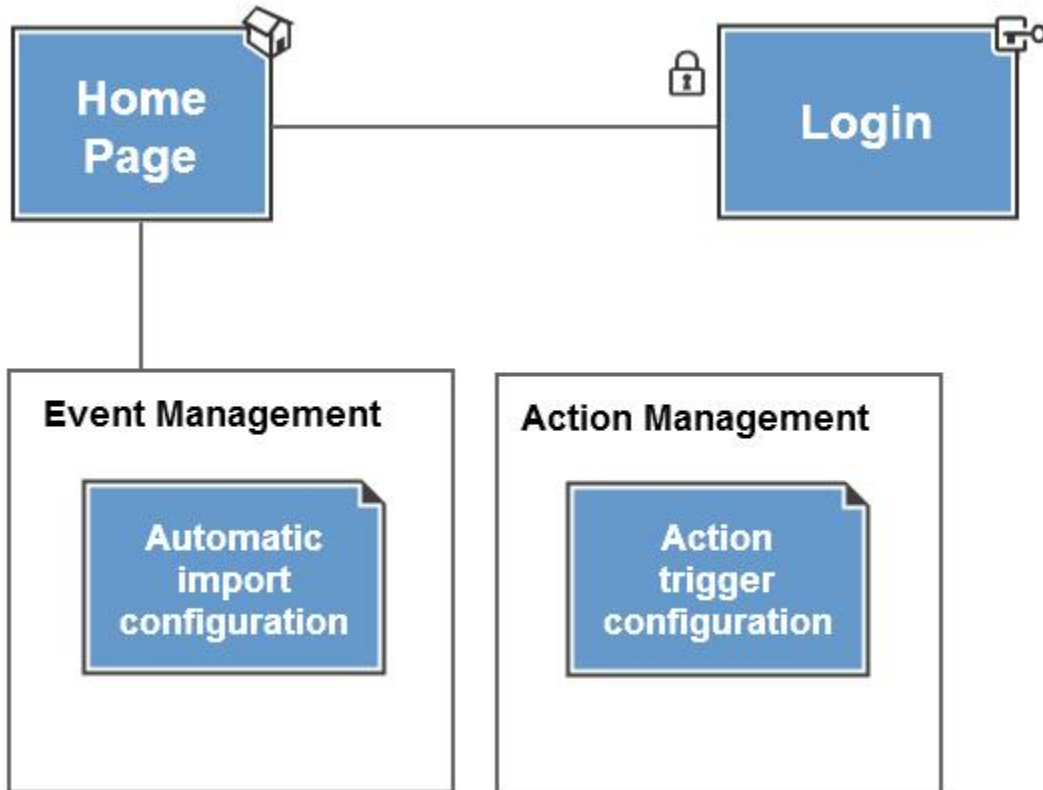 Home
Page
Login
Event Management
Automatic
import
configuration
Action Management
Action
trigger
configuration